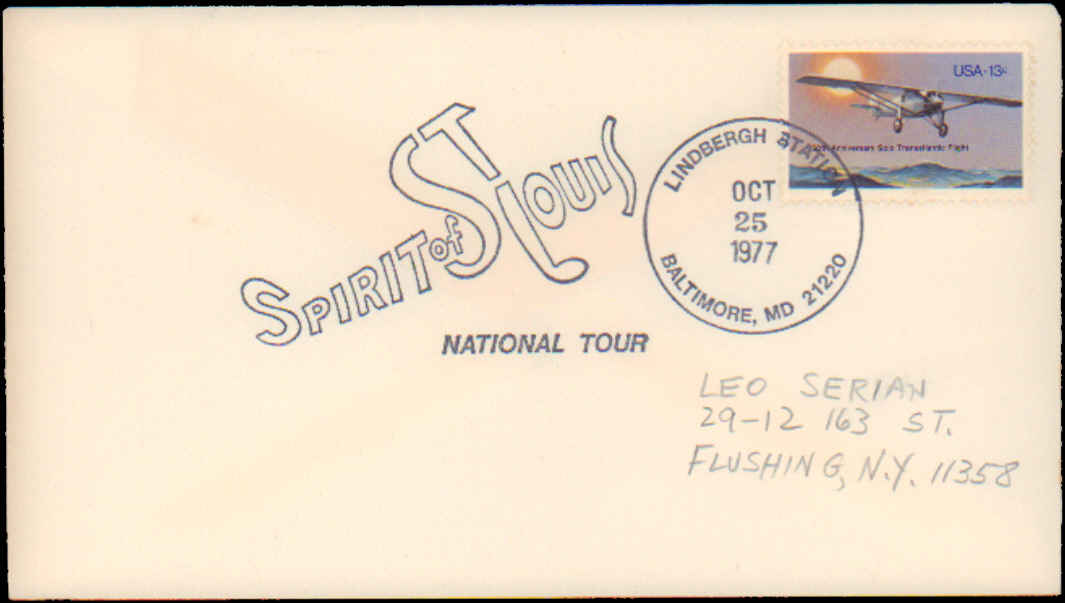 SPIRIT of ST LOUIS
NATIONAL TOUR
USA·13c
Anniversary Solo Transatlantic Flight
LINDBERGH STATION
OCT
25
1977
BALTIMORE, MD 21220
LEO SERIAN
29-12 163 ST.
FLUSHING, N.Y. 11358